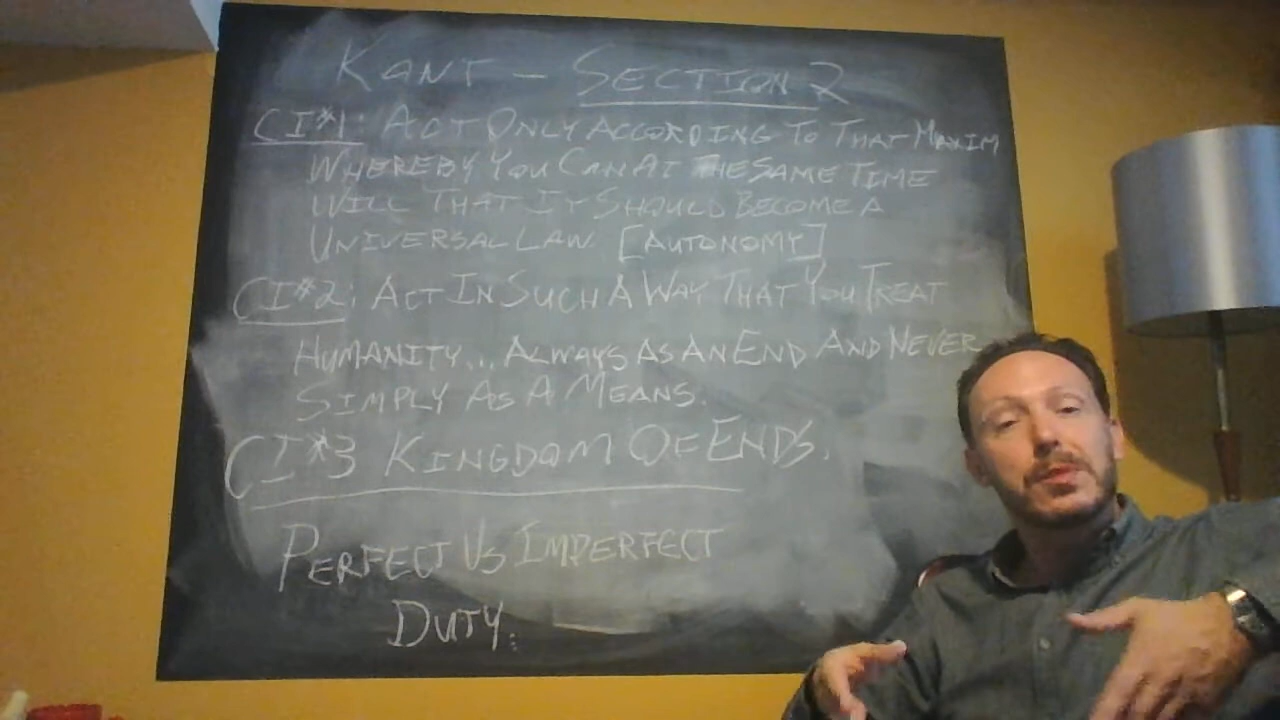 KANT - SECTION 2
CI#1: ACT ONLY ACCORDING TO THAT MAXIM
WHEREBY YOU CAN AT THE SAME TIME
WILL THAT IT SHOULD BECOME A
UNIVERSAL LAW. [AUTONOMY]
CI#2: ACT IN SUCH A WAY THAT YOU TREAT
HUMANITY... ALWAYS AS AN END AND NEVER
SIMPLY AS A MEANS.
CI#3 KINGDOM OF ENDS.
PERFECT VS IMPERFECT
DUTY: